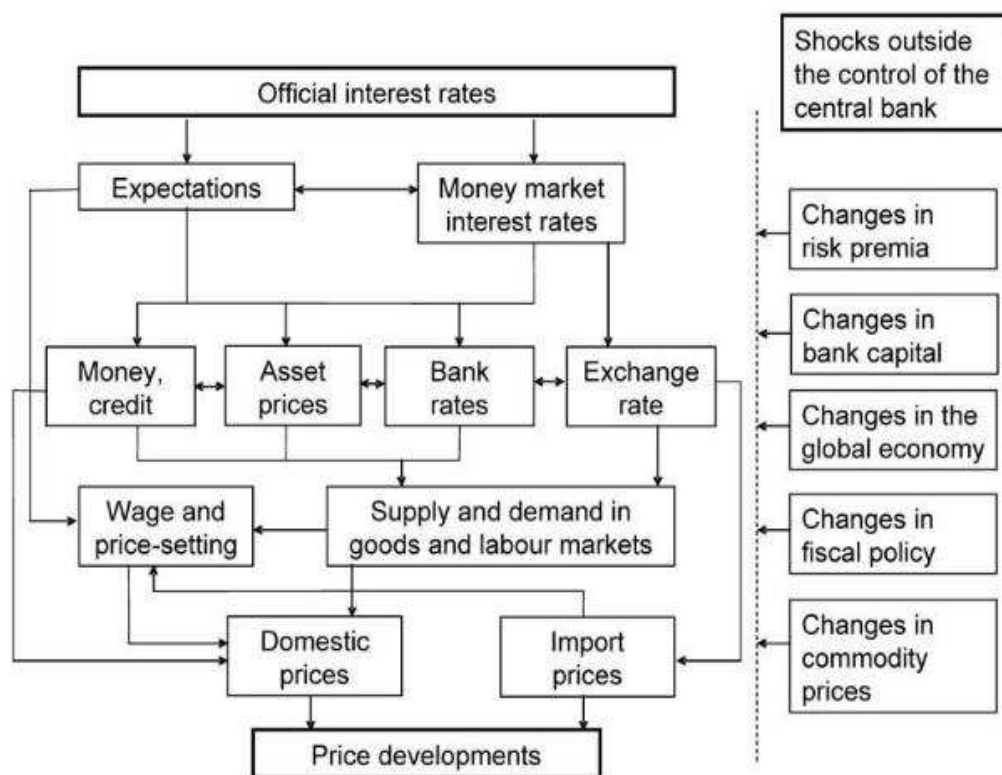 Official interest rates
Expectations
Money market
interest rates
Money,
credit
Asset
prices
Bank
rates
Exchange
rate
Wage and
price-setting
Supply and demand in
goods and labour markets
Domestic
prices
Import
prices
Price developments
Shocks outside
the control of the
central bank
Changes in
risk premia
Changes in
bank capital
Changes in the
global economy
Changes in
fiscal policy
Changes in
commodity
prices